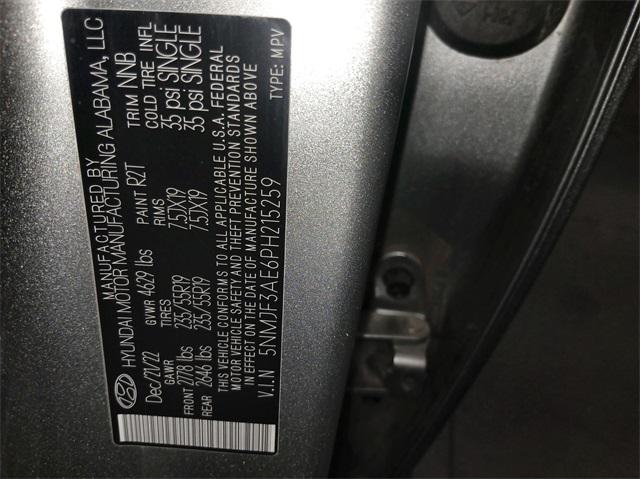 MANUFACTURED BY
HYUNDAI MOTOR MANUFACTURING ALABAMA, LLC
Dec/21/22 GVWR 4629 lbs PAINT R2T TRIM NNB
GAWR TIRES RIMS COLD TIRE INFL
FRONT 2778 lbs 235/55R19 7.5JX19 35 psi SINGLE
REAR 2646 lbs 235/55R19 7.5JX19 35 psi SINGLE
THIS VEHICLE CONFORMS TO ALL APPLICABLE U.S.A. FEDERAL
MOTOR VEHICLE SAFETY AND THEFT PREVENTION STANDARDS
IN EFFECT ON THE DATE OF MANUFACTURE SHOWN ABOVE
V.I.N 5NMJF3AE6PH215259 TYPE: MPV